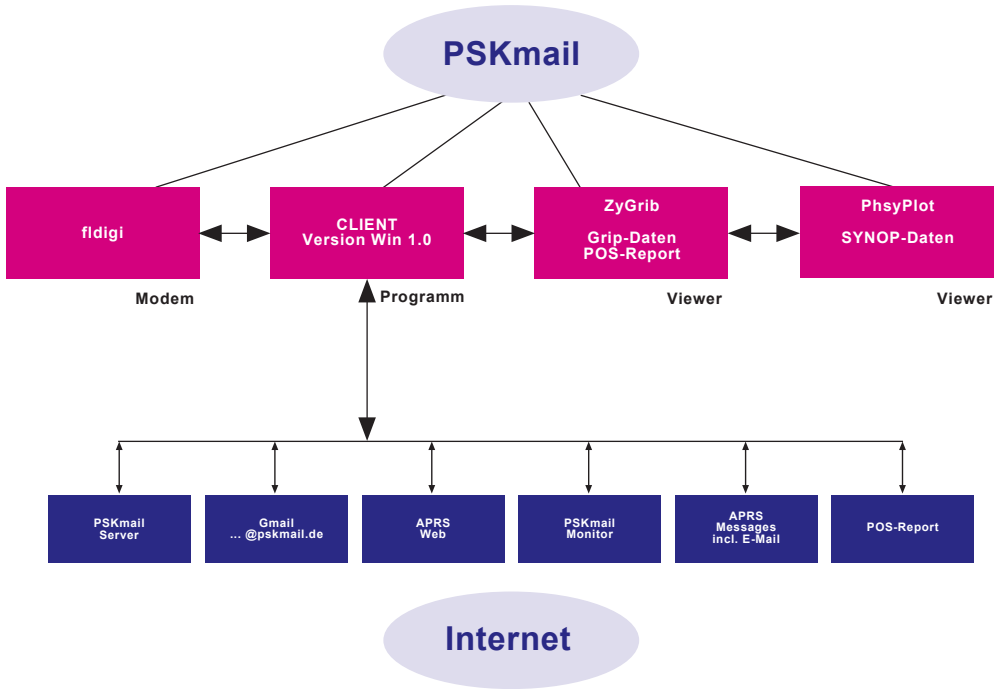 PSKmail
fldigi
CLIENT
Version Win 1.0
ZyGrib
Grip-Daten
POS-Report
PhsyPlot
SYNOP-Daten
Modem
Programm
Viewer
Viewer
PSKmail
Server
Gmail
... @pskmail.de
APRS
Web
PSKmail
Monitor
APRS
Messages
incl. E-Mail
POS-Report
Internet